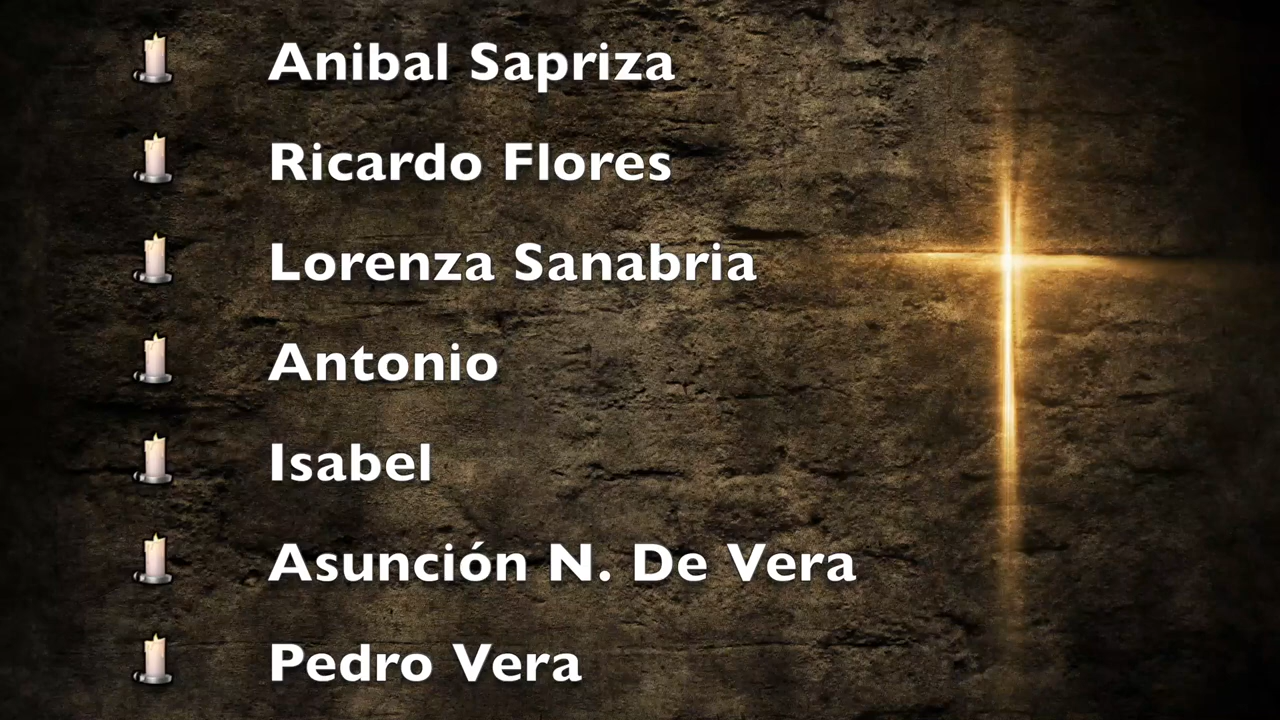 Anibal Sapriza
Ricardo Flores
Lorenza Sanabria
Antonio
Isabel
Asunción N. De Vera
Pedro Vera